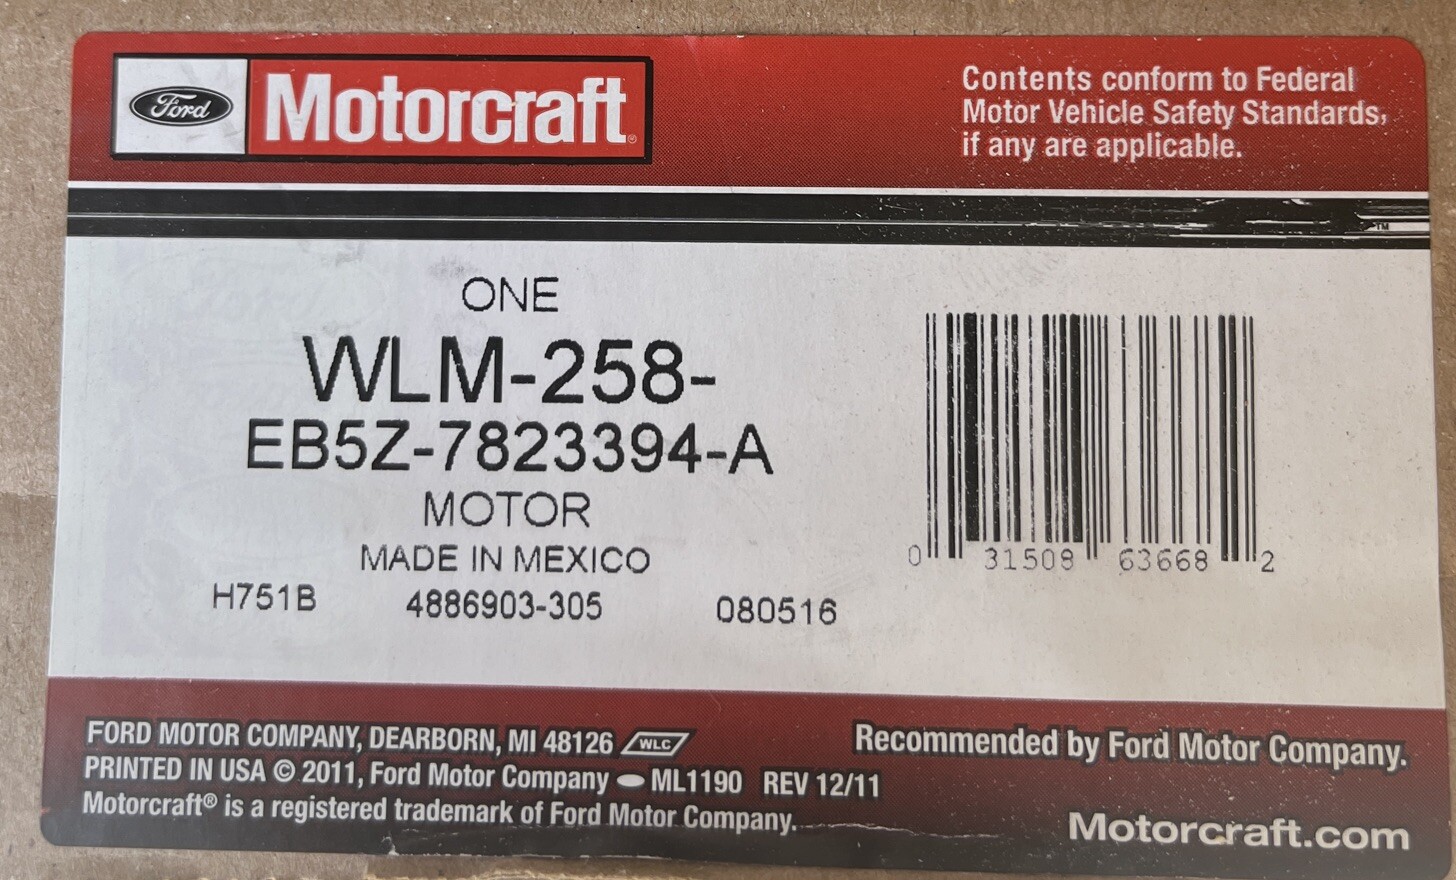 Ford Motorcraft®
Contents conform to Federal
Motor Vehicle Safety Standards,
if any are applicable.
™
ONE
WLM-258-
EB5Z-7823394-A
MOTOR
MADE IN MEXICO
H751B 4886903-305 080516
0 31508 63668 2
FORD MOTOR COMPANY, DEARBORN, MI 48126 WLC
PRINTED IN USA © 2011, Ford Motor Company ML1190 REV 12/11
Motorcraft® is a registered trademark of Ford Motor Company.
Recommended by Ford Motor Company.
Motorcraft.com